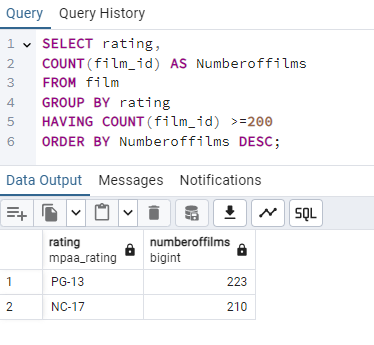 Query Query History
1 SELECT rating,
2 COUNT(film_id) AS Numberoffilms
3 FROM film
4 GROUP BY rating
5 HAVING COUNT(film_id) >=200
6 ORDER BY Numberoffilms DESC;
Data Output Messages Notifications
SQL
rating numberoffilms
mpaa_rating bigint
1 PG-13 223
2 NC-17 210